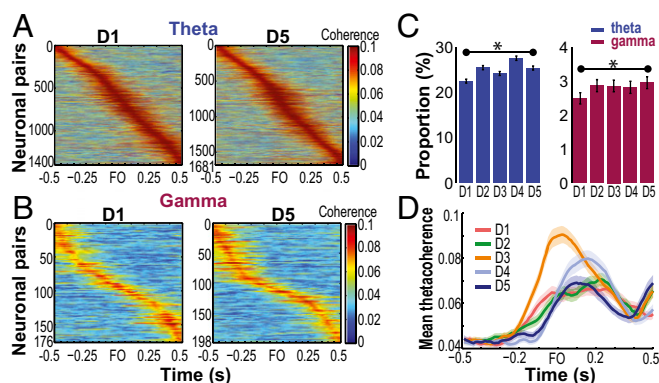 A
Theta
D1
D5
Coherence
Neuronal pairs
0
500
1000
1400
0
500
1000
1681
0.1
0.08
0.06
0.04
0.02
0
-0.5 -0.25 FO 0.25 0.5
-0.5 -0.25 FO 0.25 0.5
B
Gamma
D1
D5
Coherence
Neuronal pairs
0
50
100
150
176
0
50
100
150
198
0.1
0.08
0.06
0.04
0.02
0
-0.5 -0.25 FO 0.25 0.5
-0.5 -0.25 FO 0.25 0.5
Time (s)
C
theta
gamma
Proportion (%)
30
20
10
0
*
D1 D2 D3 D4 D5
4
3
2
1
0
*
D1 D2 D3 D4 D5
D
Mean thetacoherence
0.1
0.08
0.06
0.04
D1
D2
D3
D4
D5
-0.5 -0.2 FO 0.2 0.5
Time (s)